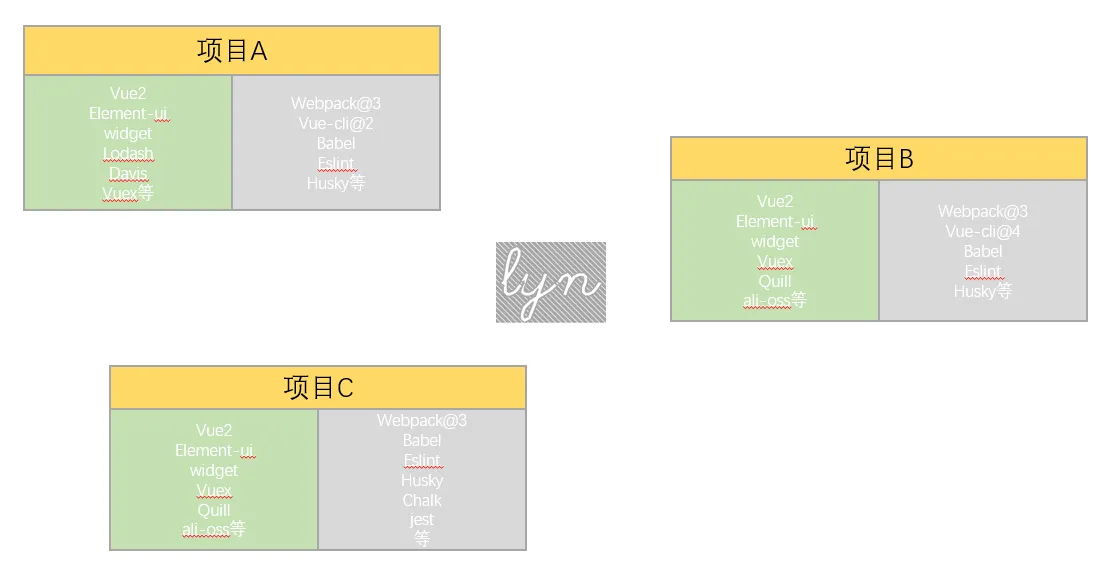 项目A
Vue2
Element-ui
widget
Lodash
Davis
Vuex等
Webpack@3
Vue-cli@2
Babel
Eslint
Husky等
项目B
Vue2
Element-ui
widget
Vuex
Quill
ali-oss等
Webpack@3
Vue-cli@4
Babel
Eslint
Husky等
lyn
项目C
Vue2
Element-ui
widget
Vuex
Quill
ali-oss等
Webpack@3
Babel
Eslint
Husky
Chalk
jest
等